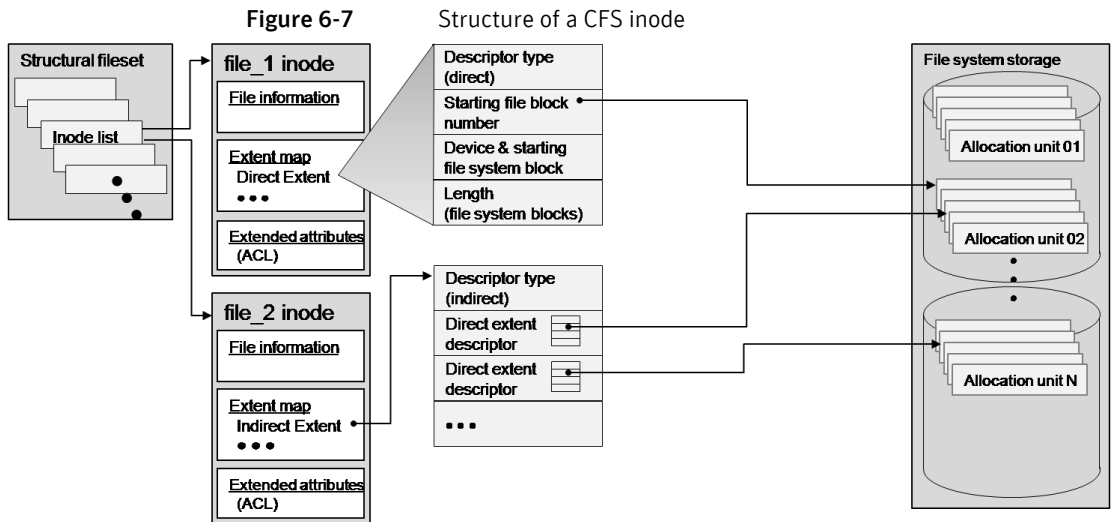 Figure 6-7 Structure of a CFS inode
Structural fileset
Inode list
file_1 inode
File information
Extent map
Direct Extent
Extended attributes
(ACL)
file_2 inode
File information
Extent map
Indirect Extent
Extended attributes
(ACL)
Descriptor type
(direct)
Starting file block
number
Device & starting
file system block
Length
(file system blocks)
Descriptor type
(indirect)
Direct extent
descriptor
Direct extent
descriptor
File system storage
Allocation unit 01
Allocation unit 02
Allocation unit N